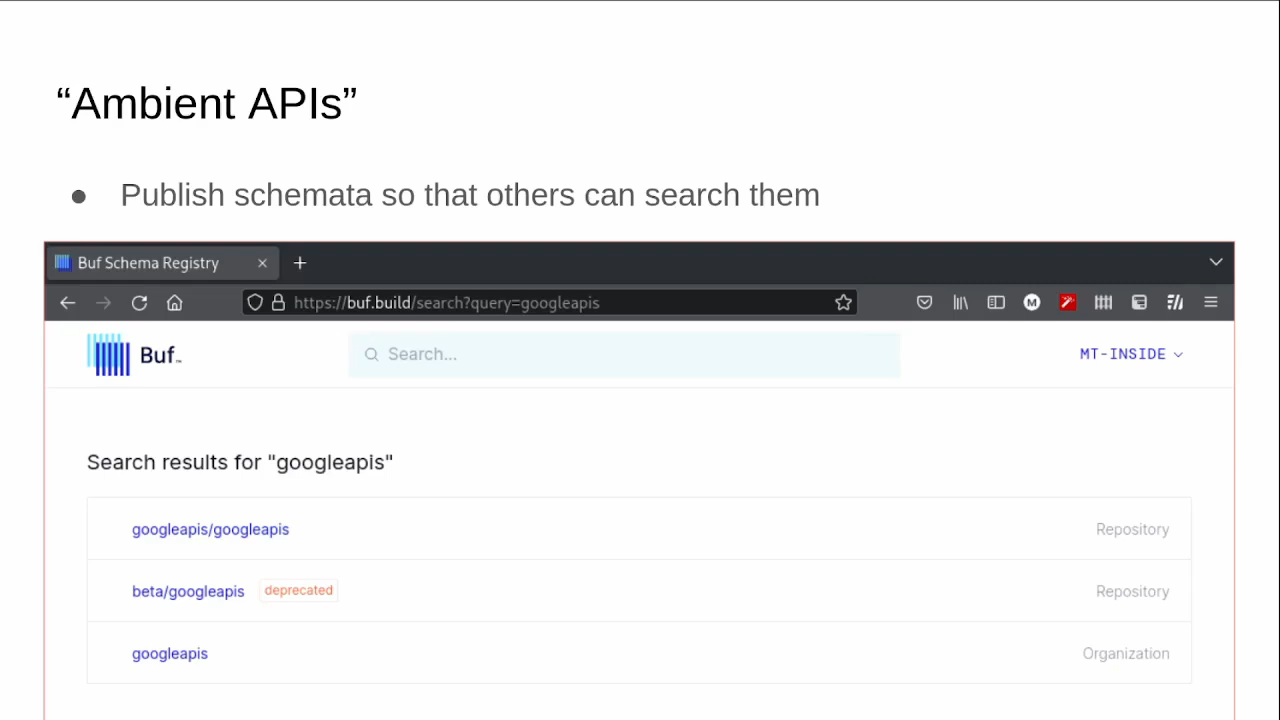 “Ambient APIs”
● Publish schemata so that others can search them
Buf Schema Registry
https://buf.build/search?query=googleapis
M
Buf
Search...
MT-INSIDE
Search results for "googleapis"
googleapis/googleapis Repository
beta/googleapis deprecated Repository
googleapis Organization